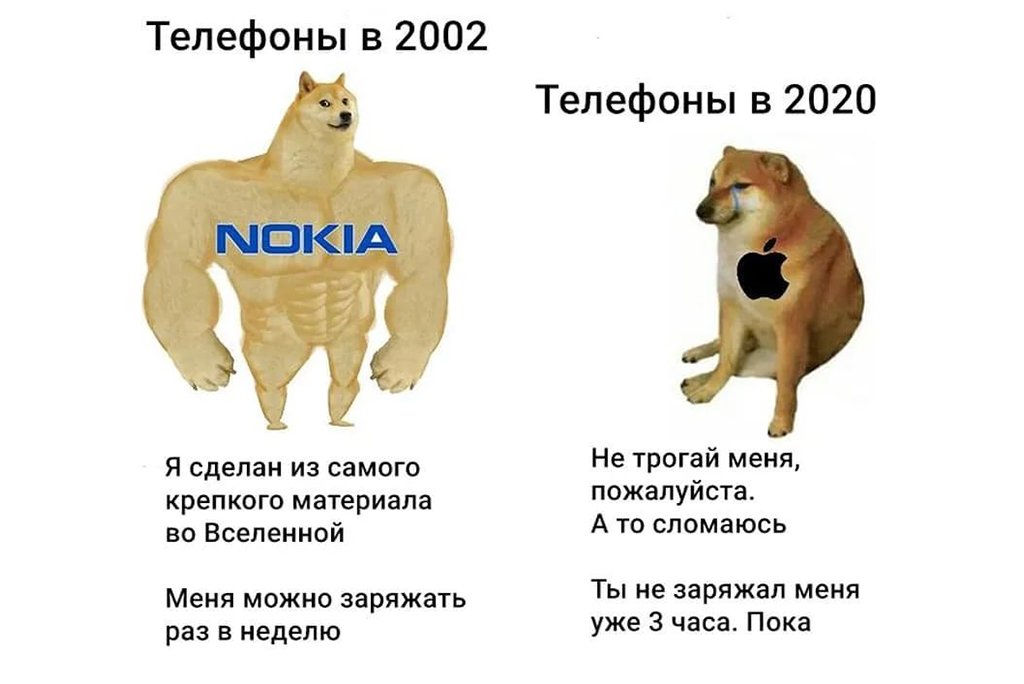 Телефоны в 2002
NOKIA
Я сделан из самого
крепкого материала
во Вселенной
Меня можно заряжать
раз в неделю
Телефоны в 2020
Не трогай меня,
пожалуйста.
А то сломаюсь
Ты не заряжал меня
уже 3 часа. Пока